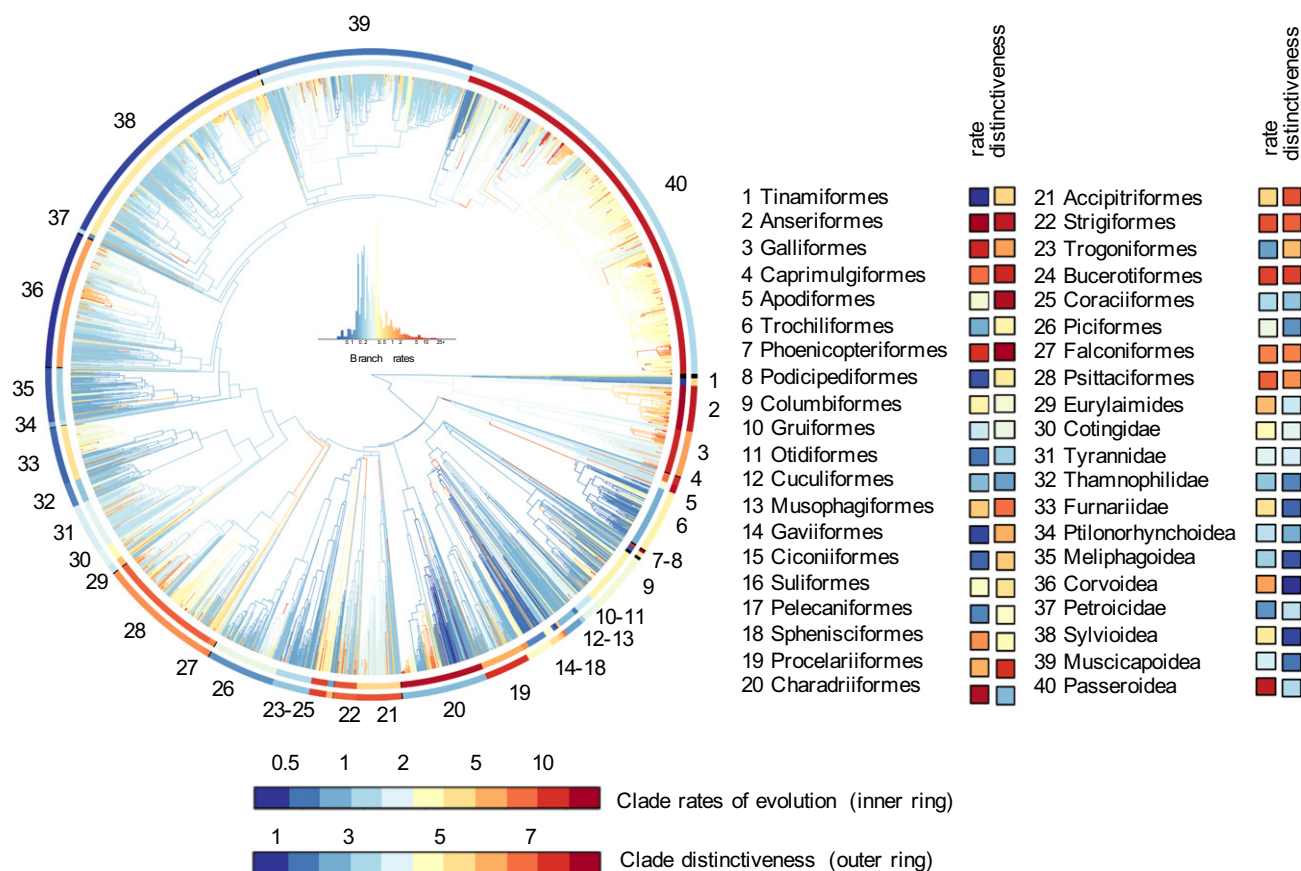 39
38
40
37
36
35
34
33
32
31
30
29
28
27
26
23-25
22
21
20
19
14-18
12-13
10-11
9
7-8
6
5
4
3
2
1
0.1 0.2 0.5 1 2 5 10 25+
Branch rates
rate
distinctiveness
1 Tinamiformes
2 Anseriformes
3 Galliformes
4 Caprimulgiformes
5 Apodiformes
6 Trochiliformes
7 Phoenicopteriformes
8 Podicipediformes
9 Columbiformes
10 Gruiformes
11 Otidiformes
12 Cuculiformes
13 Musophagiformes
14 Gaviiformes
15 Ciconiiformes
16 Suliformes
17 Pelecaniformes
18 Sphenisciformes
19 Procelariiformes
20 Charadriiformes
rate
distinctiveness
21 Accipitriformes
22 Strigiformes
23 Trogoniformes
24 Bucerotiformes
25 Coraciiformes
26 Piciformes
27 Falconiformes
28 Psittaciformes
29 Eurylaimides
30 Cotingidae
31 Tyrannidae
32 Thamnophilidae
33 Furnariidae
34 Ptilonorhynchoidea
35 Meliphagoidea
36 Corvoidea
37 Petroicidae
38 Sylvioidea
39 Muscicapoidea
40 Passeroidea
0.5 1 2 5 10
Clade rates of evolution (inner ring)
1 3 5 7
Clade distinctiveness (outer ring)